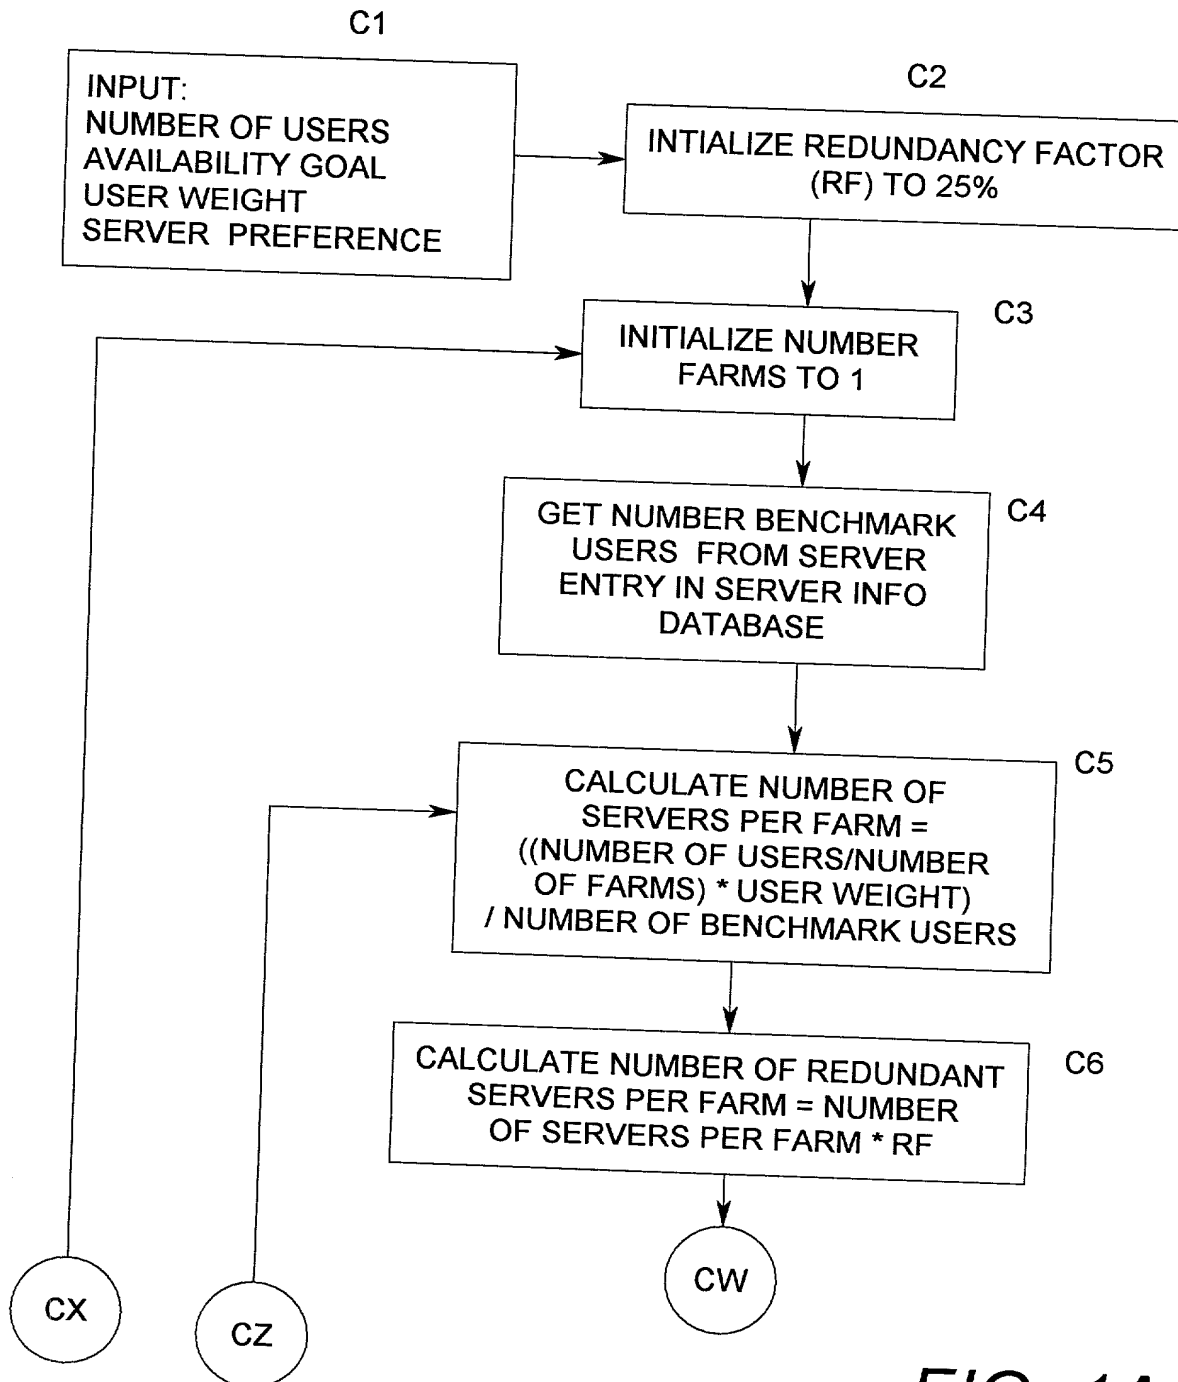 C1
INPUT:
NUMBER OF USERS
AVAILABILITY GOAL
USER WEIGHT
SERVER PREFERENCE
C2
INTIALIZE REDUNDANCY FACTOR
(RF) TO 25%
C3
INITIALIZE NUMBER
FARMS TO 1
C4
GET NUMBER BENCHMARK
USERS FROM SERVER
ENTRY IN SERVER INFO
DATABASE
C5
CALCULATE NUMBER OF
SERVERS PER FARM =
((NUMBER OF USERS/NUMBER
OF FARMS) * USER WEIGHT)
/ NUMBER OF BENCHMARK USERS
C6
CALCULATE NUMBER OF REDUNDANT
SERVERS PER FARM = NUMBER
OF SERVERS PER FARM * RF
CW
CX
CZ